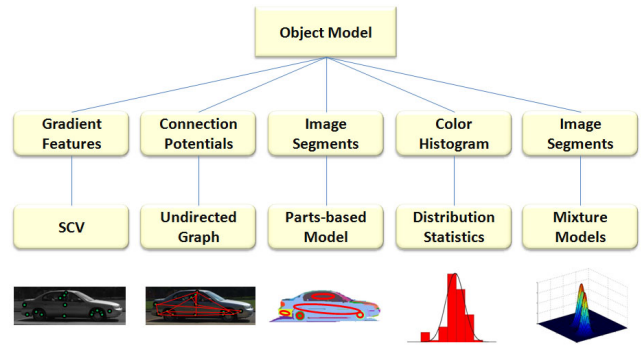 Object Model
Gradient
Features
Connection
Potentials
Image
Segments
Color
Histogram
Image
Segments
SCV
Undirected
Graph
Parts-based
Model
Distribution
Statistics
Mixture
Models